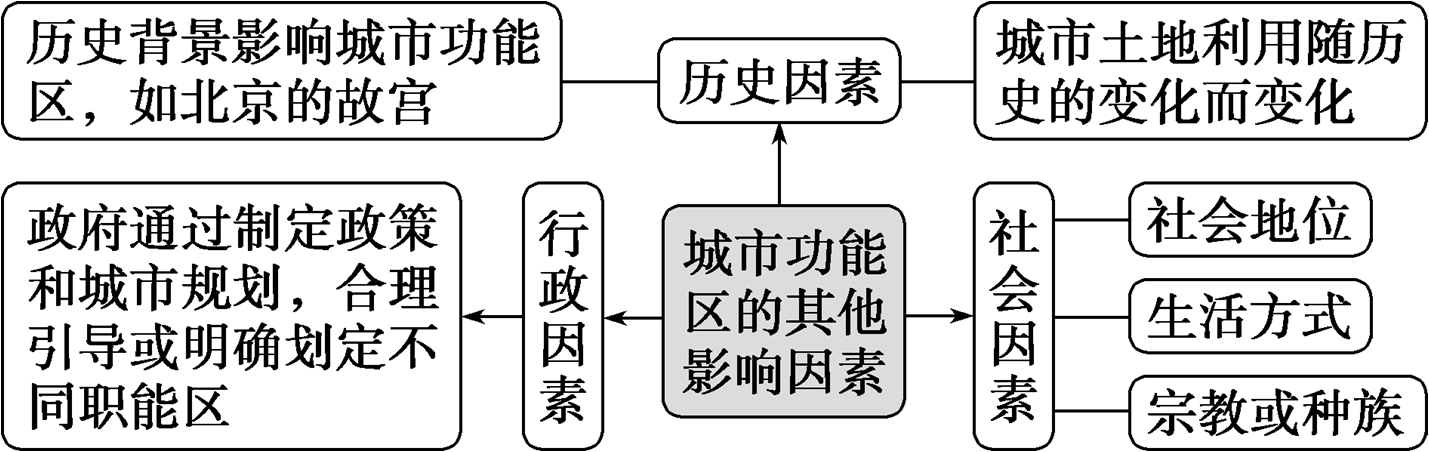 历史背景影响城市功能
区，如北京的故宫
历史因素
城市土地利用随历
史的变化而变化
政府通过制定政策
和城市规划，合理
引导或明确划定不
同职能区
行政因素
城市功能
区的其他
影响因素
社会因素
社会地位
生活方式
宗教或种族